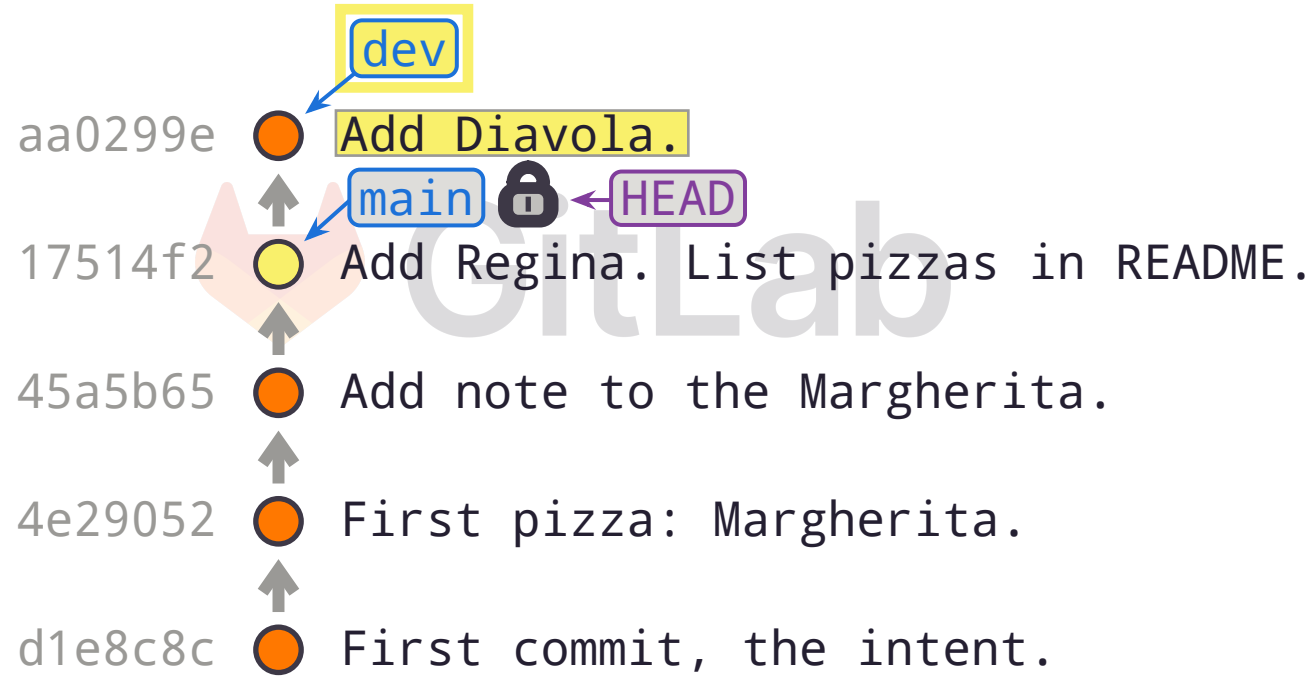 dev
aa0299e Add Diavola.
main HEAD
17514f2 Add Regina. List pizzas in README.
GitLab
45a5b65 Add note to the Margherita.
4e29052 First pizza: Margherita.
d1e8c8c First commit, the intent.